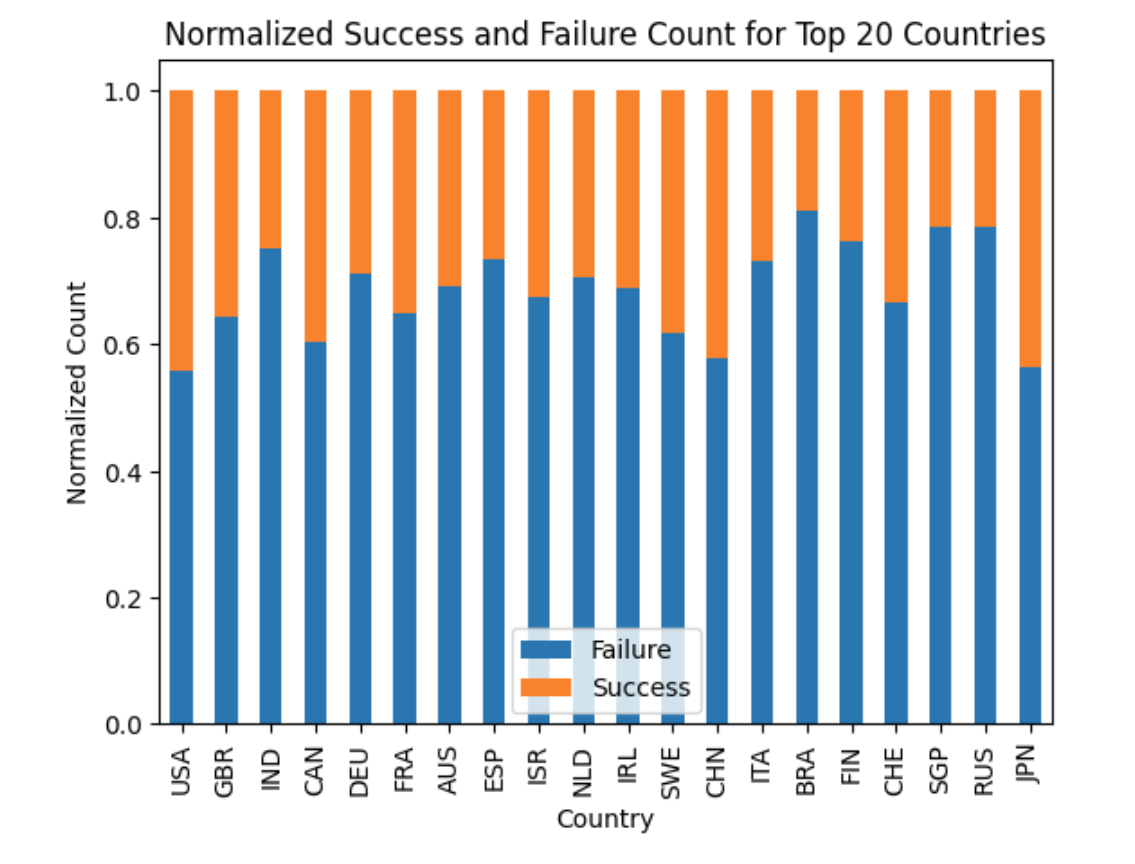 Normalized Success and Failure Count for Top 20 Countries
1.0
0.8
0.6
0.4
0.2
0.0
Normalized Count
Failure
Success
USA
GBR
IND
CAN
DEU
FRA
AUS
ESP
ISR
NLD
IRL
SWE
CHN
ITA
BRA
FIN
CHE
SGP
RUS
JPN
Country